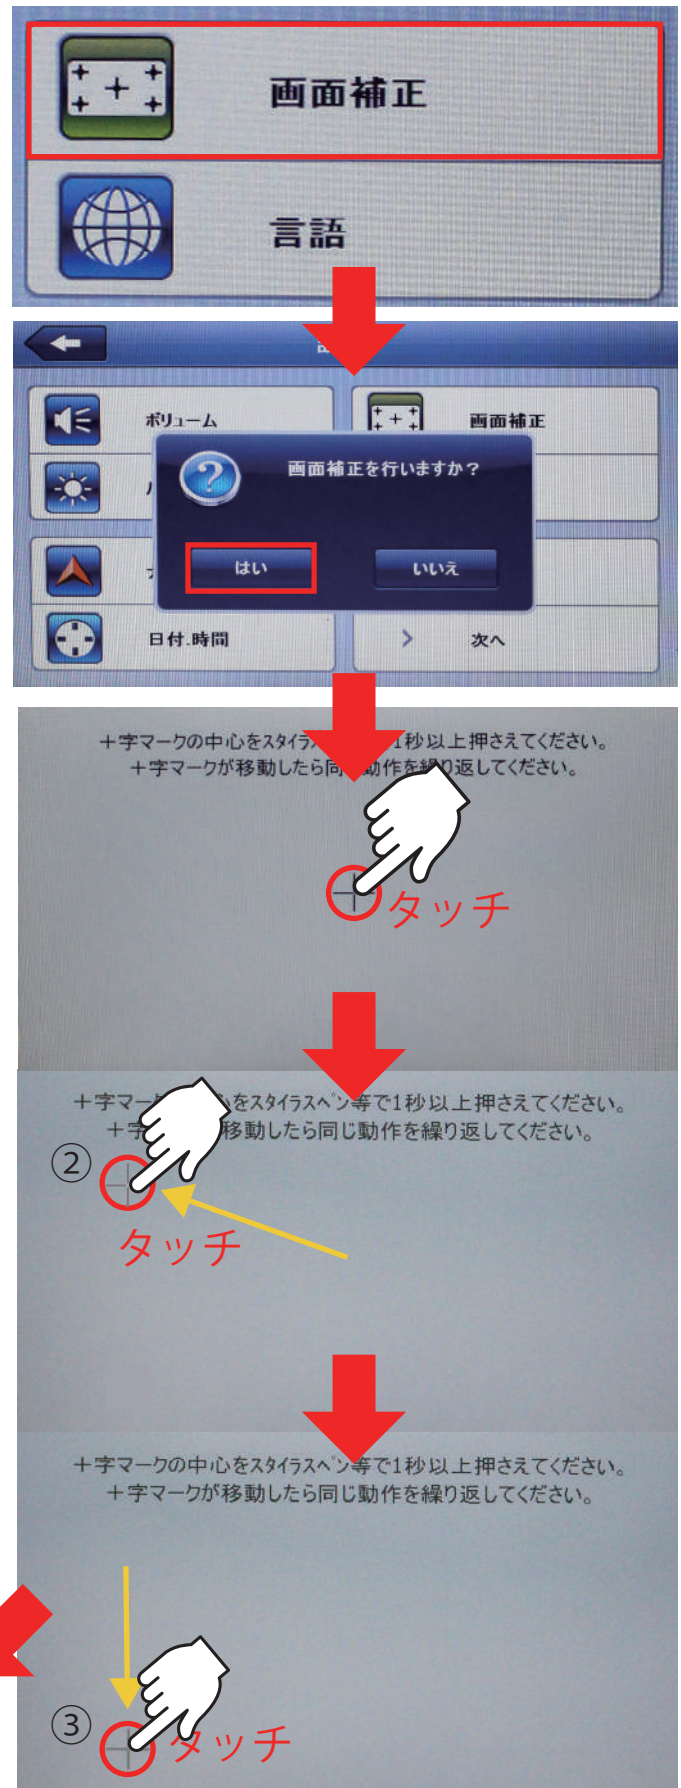 画面補正
言語
ボリューム
画面補正
画面補正を行いますか？
はい
いいえ
日付.時間
次へ
＋字マークの中心をスタイラ 1秒以上押さえてください。
＋字マークが移動したら同 動作を繰り返してください。
タッチ
＋字マー 心をスタイラスペン等で1秒以上押さえてください。
＋字 移動したら同じ動作を繰り返してください。
②
タッチ
＋字マークの中心をスタイラスペン等で1秒以上押さえてください。
＋字マークが移動したら同じ動作を繰り返してください。
③
タッチ